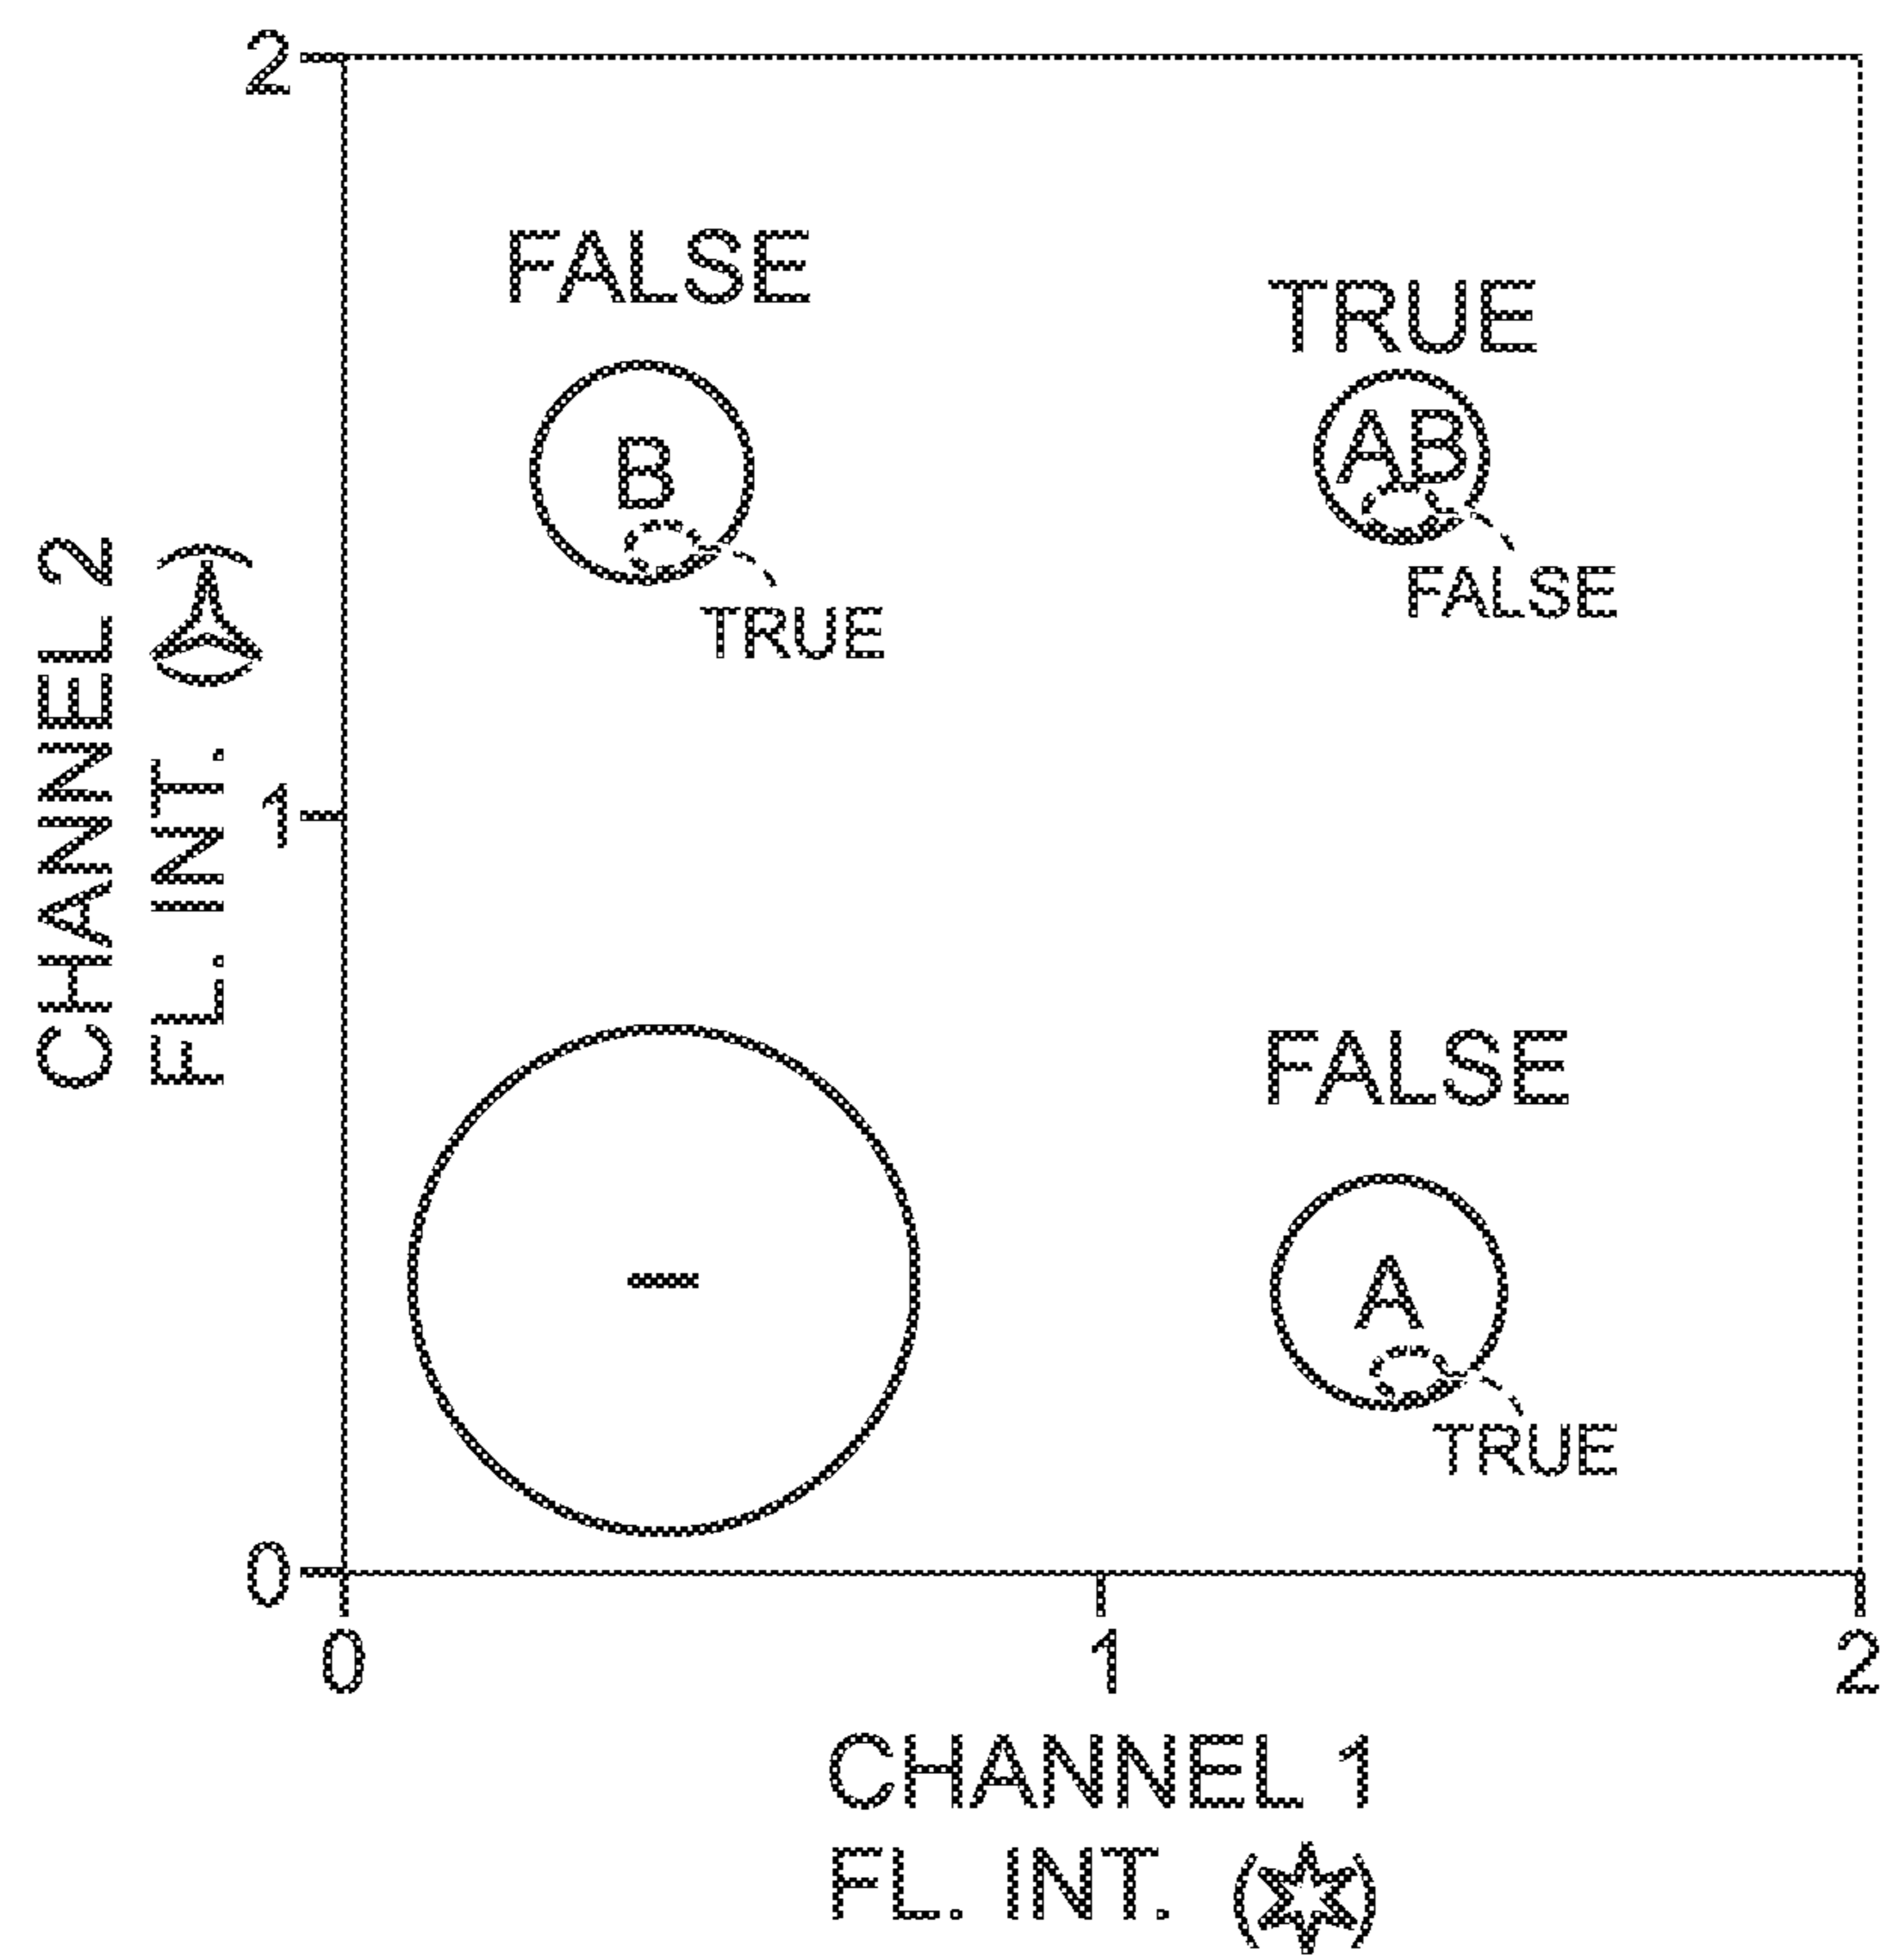 2
FALSE
TRUE
B
AB
TRUE
FALSE
CHANNEL 2
FL. INT. ( )
1
FALSE
–
A
TRUE
0
0
1
2
CHANNEL 1
FL. INT. (✶)